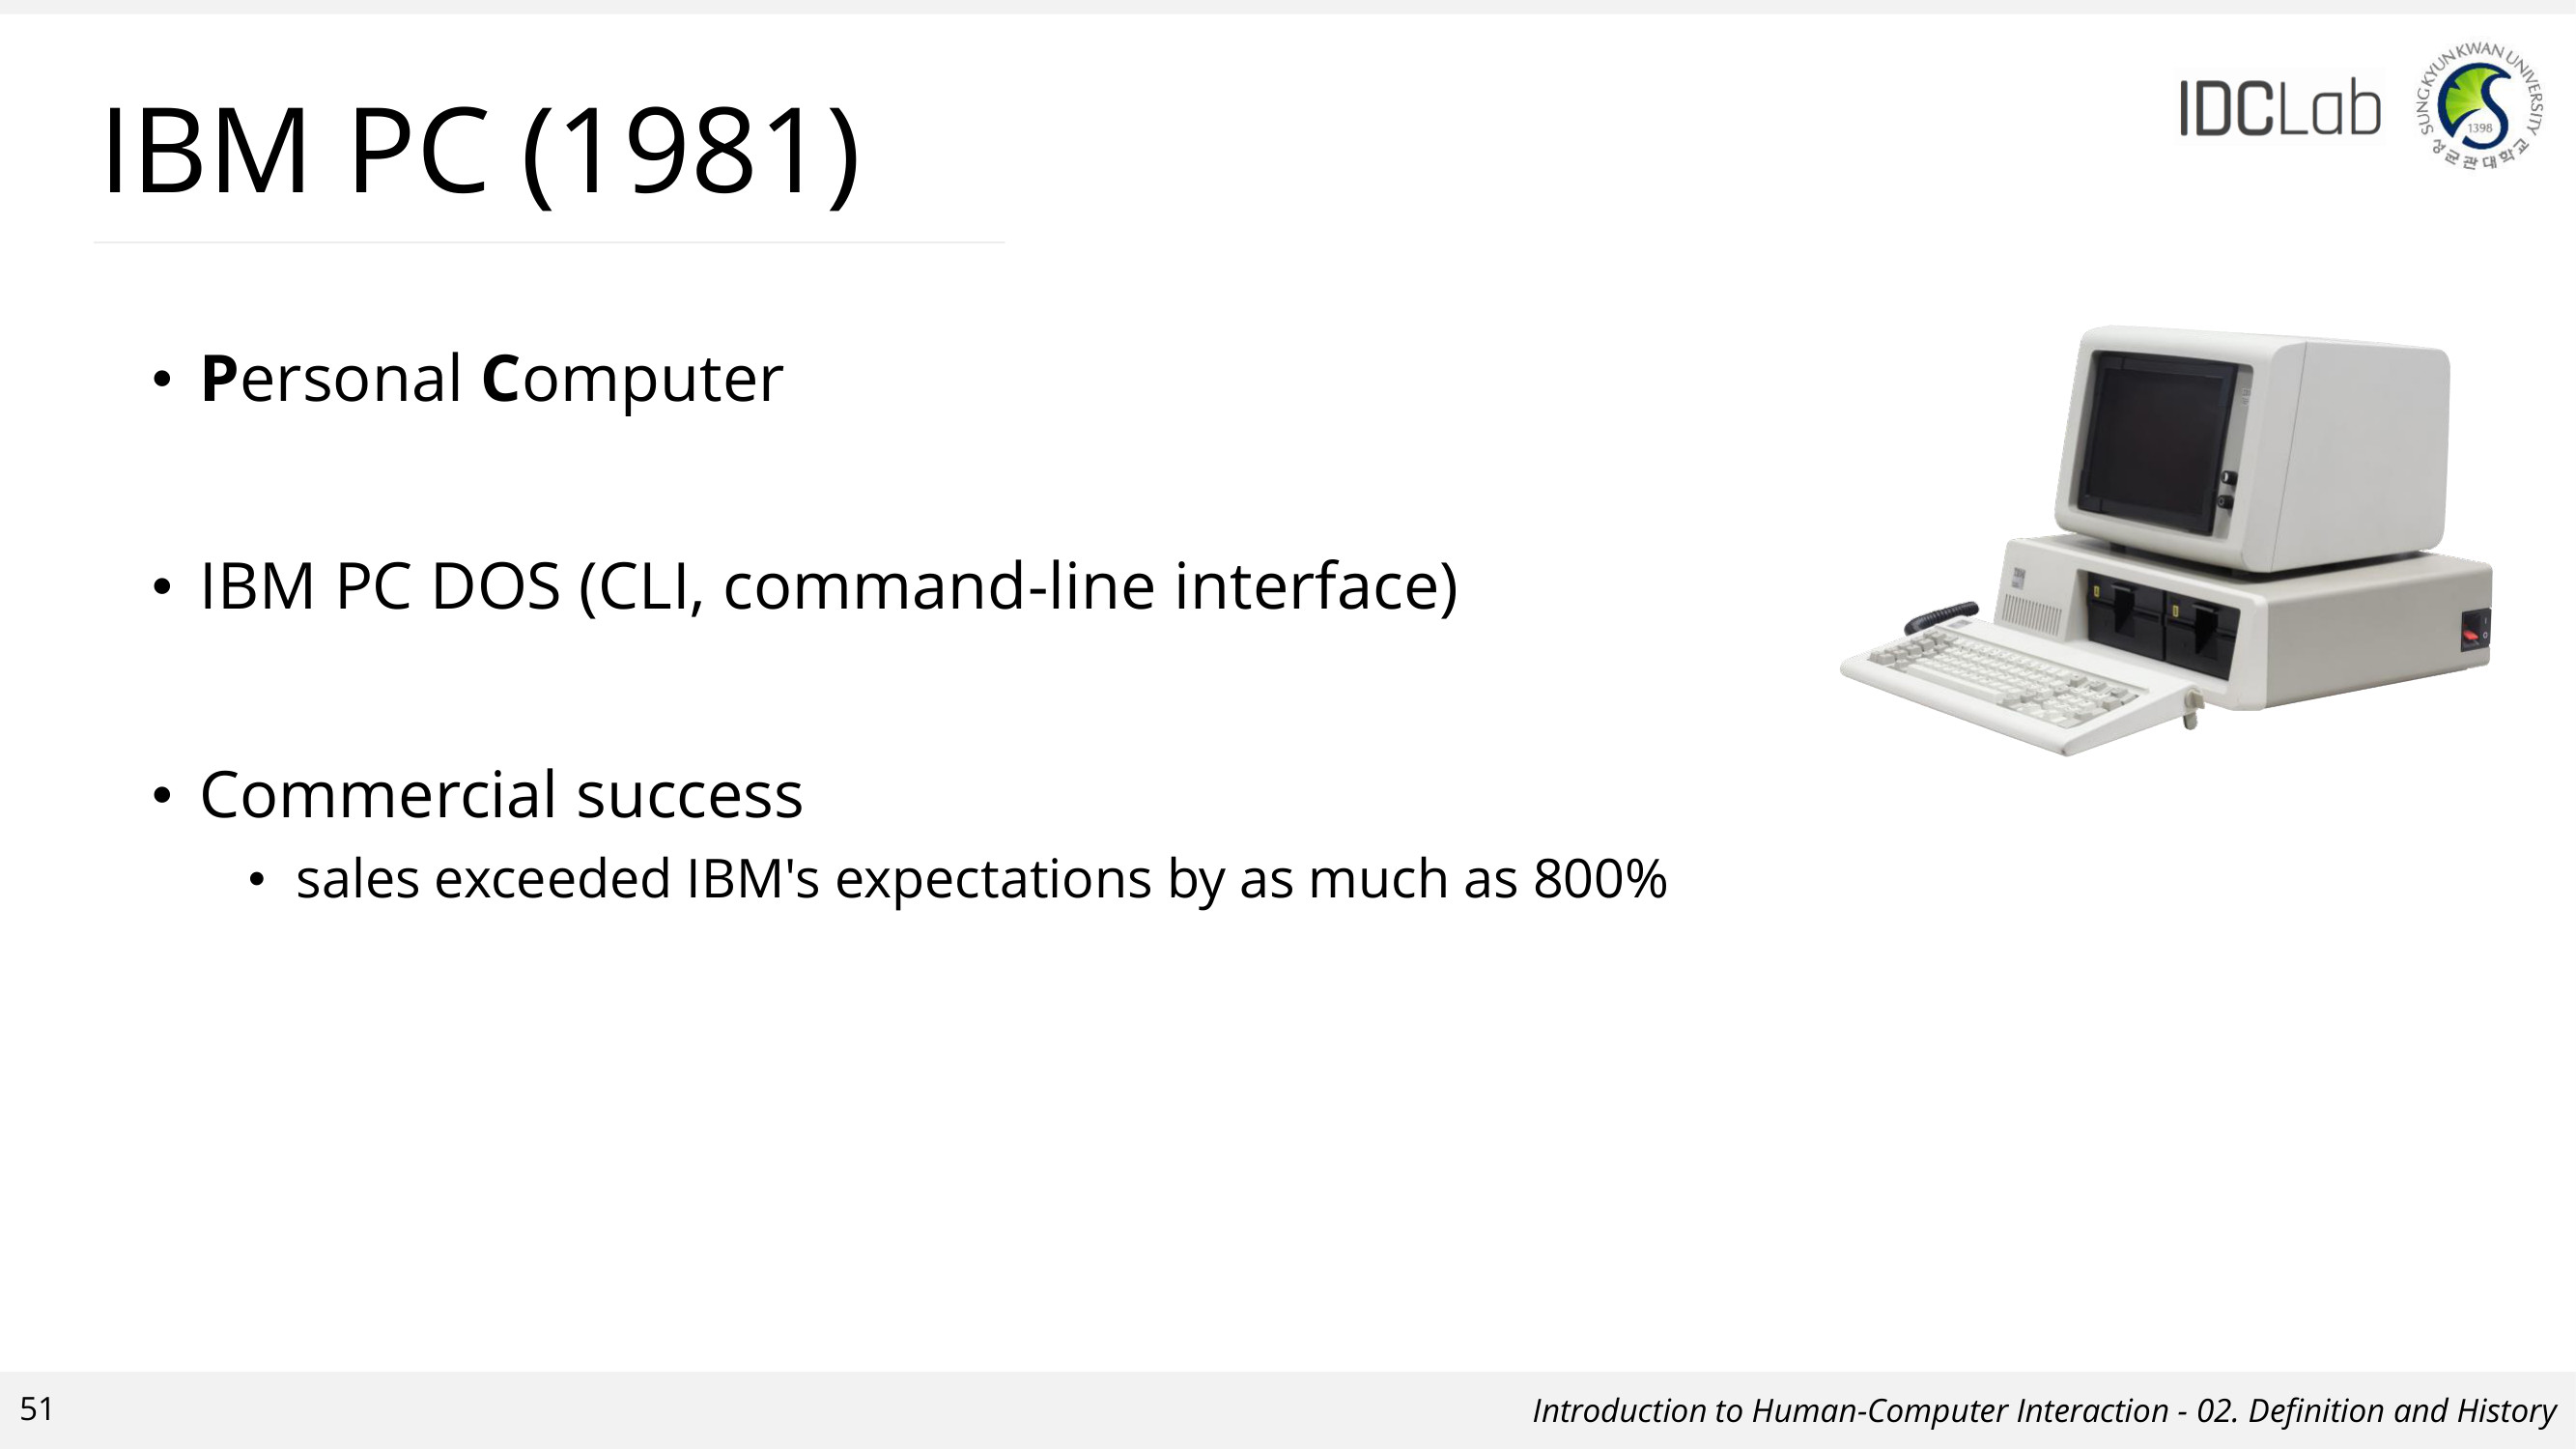 IBM PC (1981)
IDCLab
SUNGKYUNKWAN UNIVERSITY
1398
성균관대학교
• Personal Computer
• IBM PC DOS (CLI, command-line interface)
• Commercial success
• sales exceeded IBM's expectations by as much as 800%
51
Introduction to Human-Computer Interaction - 02. Definition and History